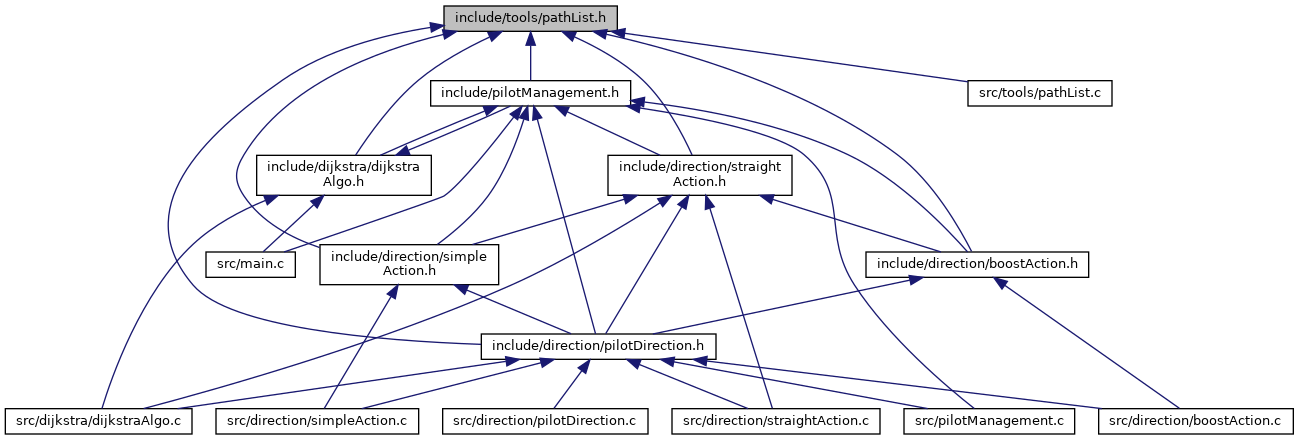 include/tools/pathList.h
include/pilotManagement.h
src/tools/pathList.c
include/dijkstra/dijkstra
Algo.h
include/direction/straight
Action.h
src/main.c
include/direction/simple
Action.h
include/direction/boostAction.h
include/direction/pilotDirection.h
src/dijkstra/dijkstraAlgo.c
src/direction/simpleAction.c
src/direction/pilotDirection.c
src/direction/straightAction.c
src/pilotManagement.c
src/direction/boostAction.c